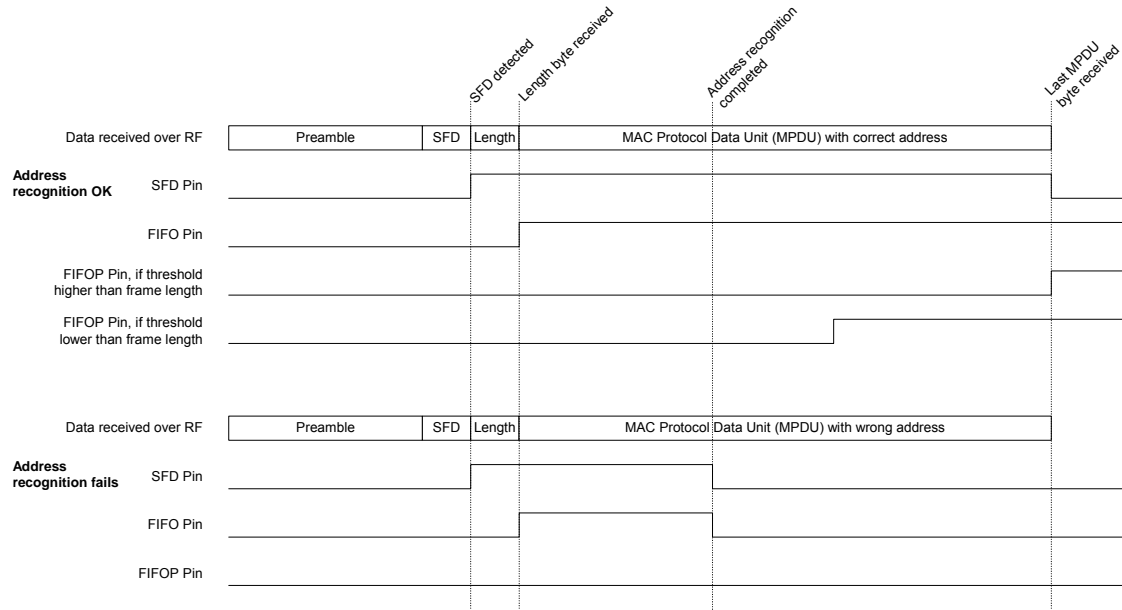 SFD detected
Length byte received
Address recognition
completed
Last MPDU
byte received
Data received over RF
Preamble
SFD
Length
MAC Protocol Data Unit (MPDU) with correct address
Address
recognition OK
SFD Pin
FIFO Pin
FIFOP Pin, if threshold
higher than frame length
FIFOP Pin, if threshold
lower than frame length
Data received over RF
Preamble
SFD
Length
MAC Protocol Data Unit (MPDU) with wrong address
Address
recognition fails
SFD Pin
FIFO Pin
FIFOP Pin